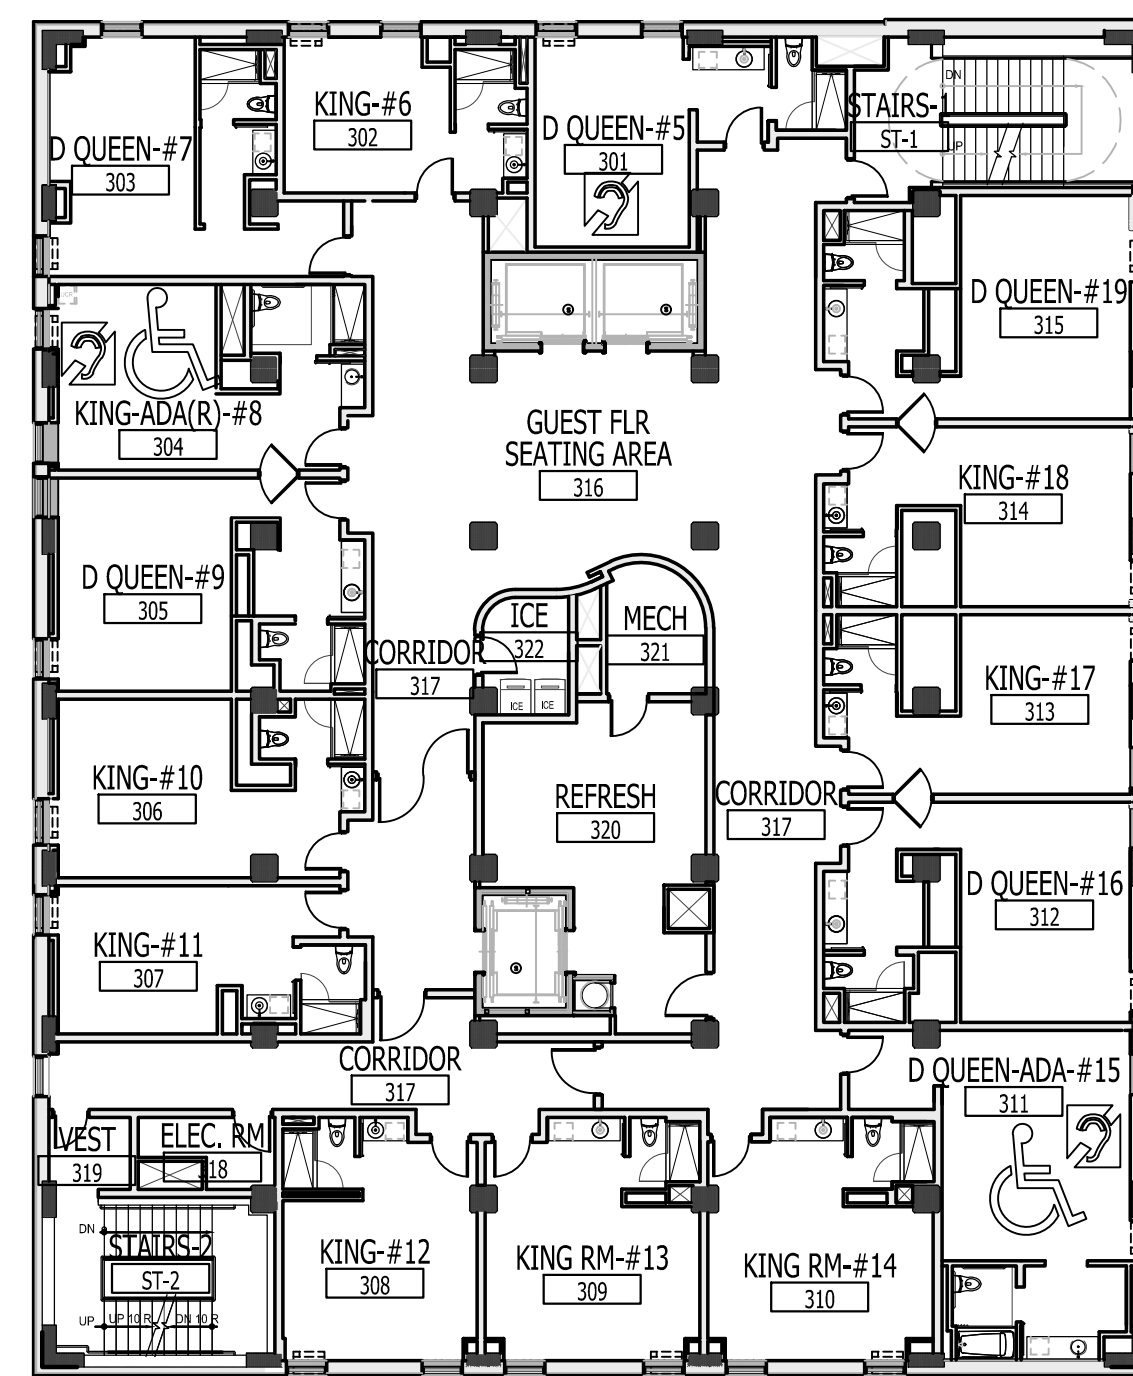 KING-#6
302
D QUEEN-#5
301
STAIRS-1
ST-1
DN
UP
D QUEEN-#7
303
D QUEEN-#19
315
KING-ADA(R)-#8
304
GUEST FLR
SEATING AREA
316
KING-#18
314
D QUEEN-#9
305
ICE
322
MECH
321
CORRIDOR
317
ICE
ICE
KING-#17
313
KING-#10
306
REFRESH
320
CORRIDOR
317
D QUEEN-#16
312
KING-#11
307
CORRIDOR
317
D QUEEN-ADA-#15
311
VEST
319
ELEC. RM
318
DN
STAIRS-2
ST-2
UP
UP 10 R
DN 10 R
KING-#12
308
KING RM-#13
309
KING RM-#14
310